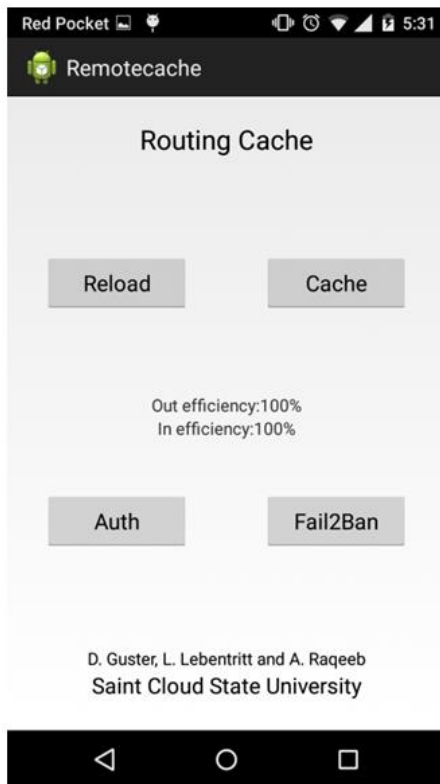 Red Pocket 5:31
Remotecache
Routing Cache
Reload Cache
Out efficiency:100%
In efficiency:100%
Auth Fail2Ban
D. Guster, L. Lebentritt and A. Raqeeb
Saint Cloud State University